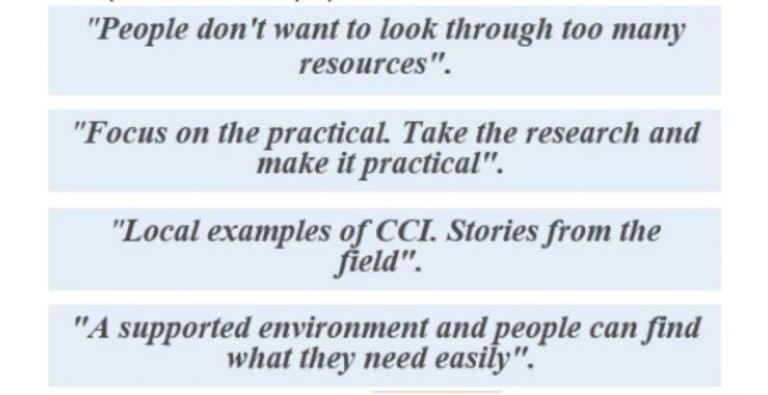 "People don't want to look through too many
resources".
"Focus on the practical. Take the research and
make it practical".
"Local examples of CCI. Stories from the
field".
"A supported environment and people can find
what they need easily".